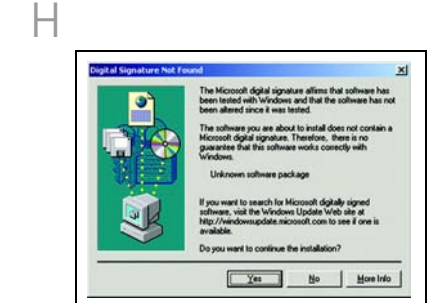 H
Digital Signature Not Found
The Microsoft digital signature affirms that software has
been tested with Windows and that the software has not
been altered since it was tested.
The software you are about to install does not contain a
Microsoft digital signature. Therefore, there is no
guarantee that this software works correctly with
Windows.
Unknown software package
If you want to search for Microsoft digitally signed
software, visit the Windows Update Web site at
http://windowsupdate.microsoft.com to see if one is
available.
Do you want to continue the installation?
Yes No More Info